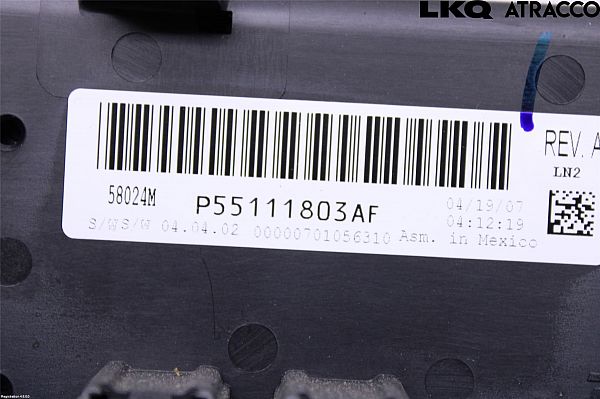 LKQ ATRACCO
REV. A
LN2
58024M P55111803AF 04/19/07
04:12:19
S/WS/W 04.04.02 00000701056310 Asm. in Mexico